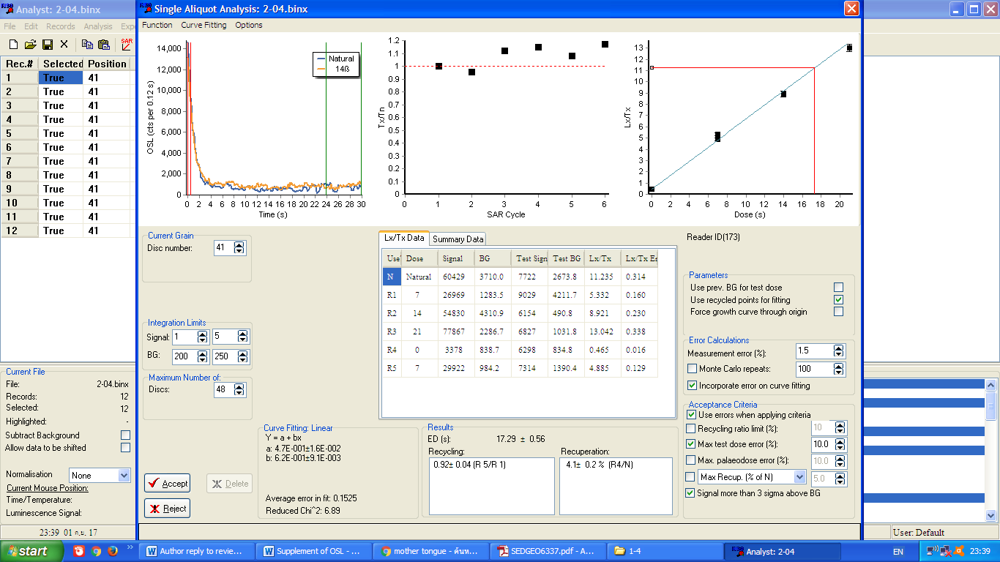 Analyst: 2-04.binx
Single Aliquot Analysis: 2-04.binx
File Edit Records Analysis
Function Curve Fitting Options
SAR
Rec.# Selected Position
1 True 41
2 True 41
3 True 41
4 True 41
5 True 41
6 True 41
7 True 41
8 True 41
9 True 41
10 True 41
11 True 41
12 True 41
OSL (cts per 0.12 s)
14,000
12,000
10,000
8,000
6,000
4,000
2,000
0
Natural
14ß
0 2 4 6 8 10 12 14 16 18 20 22 24 26 28 30
Time (s)
Tx/Tn
1.2
1.1
1
0.9
0.8
0.7
0.6
0.5
0.4
0.3
0.2
0.1
0
0 1 2 3 4 5 6
SAR Cycle
Lx/Tx
13
12
11
10
9
8
7
6
5
4
3
2
1
0
0 2 4 6 8 10 12 14 16 18 20
Dose (s)
Current Grain
Disc number: 41
Integration Limits
Signal: 1 5
BG: 200 250
Maximum Number of:
Discs: 48
Lx/Tx Data Summary Data
Dose Signal BG Test Sign Test BG Lx/Tx Lx/Tx Er
N Natural 60429 3710.0 7722 2673.8 11.235 0.314
R1 7 26969 1283.5 9029 4211.7 5.332 0.160
R2 14 54830 4310.9 6154 490.8 8.921 0.230
R3 21 77867 2286.7 6827 1031.8 13.042 0.338
R4 0 3378 838.7 6298 834.8 0.465 0.016
R5 7 29922 984.2 7314 1390.4 4.885 0.129
Reader ID(173)
Parameters
Use prev. BG for test dose
Use recycled points for fitting
Force growth curve through origin
Error Calculations
Measurement error (%): 1.5
Monte Carlo repeats: 100
Incorporate error on curve fitting
Acceptance Criteria
Use errors when applying criteria
Recycling ratio limit (%): 10
Max test dose error (%): 10.0
Max. palaeodose error (%): 10.0
Max Recup. (% of N) 5.0
Signal more than 3 sigma above BG
Current File
File: 2-04.binx
Records: 12
Selected: 12
Highlighted: -
Subtract Background
Allow data to be shifted
Normalisation None
Current Mouse Position:
Time/Temperature:
Luminescence Signal:
Accept Delete
Reject
Curve Fitting: Linear
Y = a + bx
a: 4.7E-001±1.6E-002
b: 6.2E-001±9.1E-003
Average error in fit: 0.1525
Reduced Chi^2: 6.89
Results
ED (s): 17.29 ± 0.56
Recycling: Recuperation:
0.92± 0.04 (R 5/R 1) 4.1± 0.2 % (R4/N)
23:39 01 ก.ย. 17
User: Default
start
Author reply to revie...
Supplement of OSL - ...
mother tongue - ค้นห...
SEDGEO6337.pdf - A...
1-4
Analyst: 2-04
EN
23:39